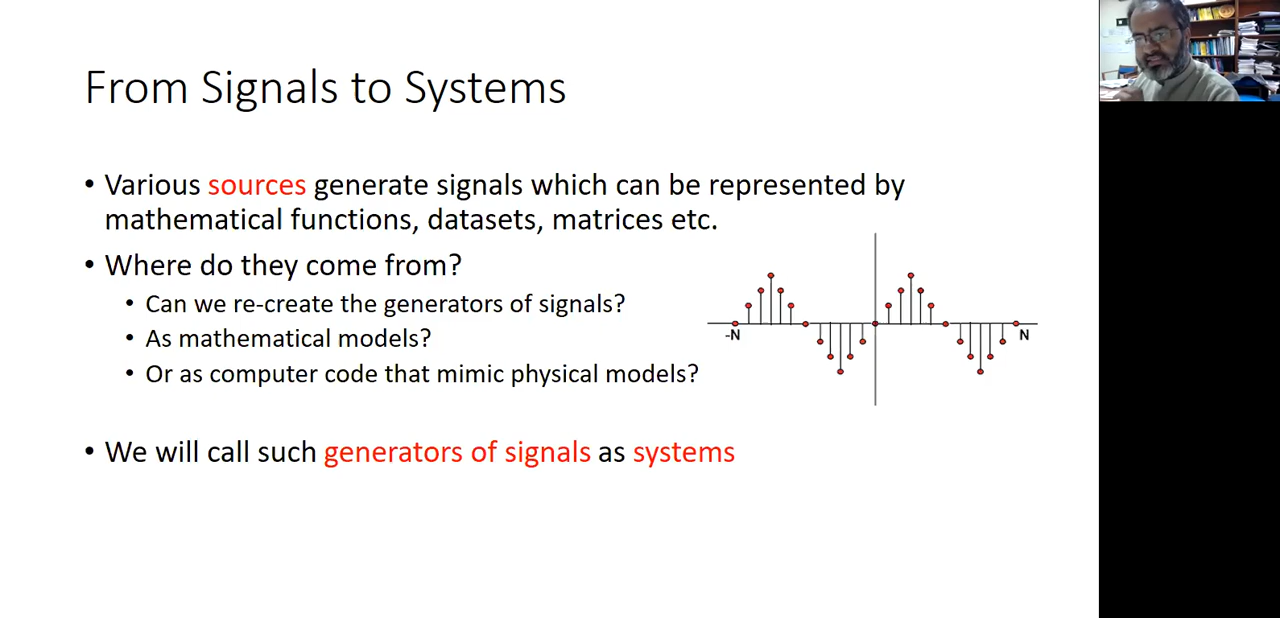 From Signals to Systems
• Various sources generate signals which can be represented by
mathematical functions, datasets, matrices etc.
• Where do they come from?
• Can we re-create the generators of signals?
• As mathematical models?
• Or as computer code that mimic physical models?
-N
N
• We will call such generators of signals as systems